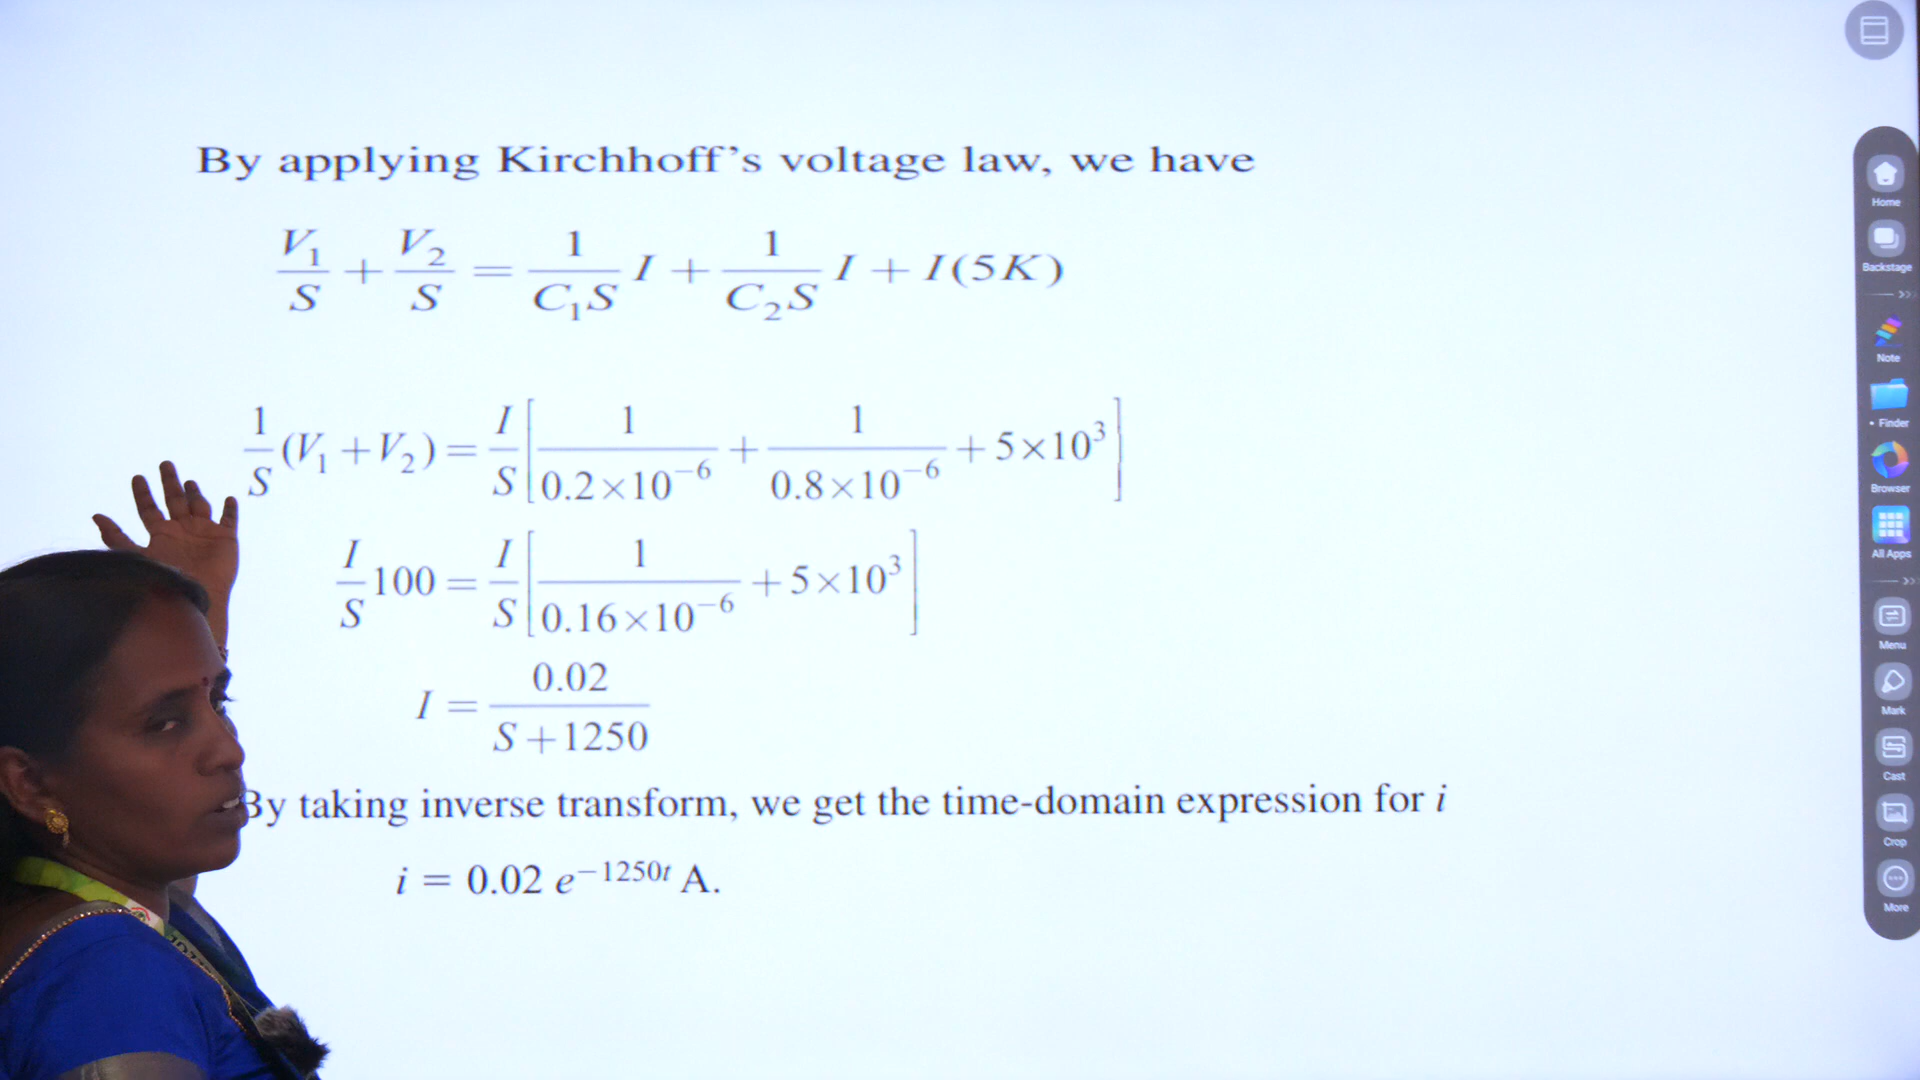 By applying Kirchhoff's voltage law, we have
V₁/S + V₂/S = 1/(C₁S) I + 1/(C₂S) I + I(5K)
1/S (V₁ + V₂) = I/S [1/(0.2×10⁻⁶) + 1/(0.8×10⁻⁶) + 5×10³]
I/S 100 = I/S [1/(0.16×10⁻⁶) + 5×10³]
I = 0.02/(S+1250)
By taking inverse transform, we get the time-domain expression for i
i = 0.02 e^(−1250t) A.
Home
Backstage
Note
Finder
Browser
All Apps
Menu
Mark
Cast
Crop
More